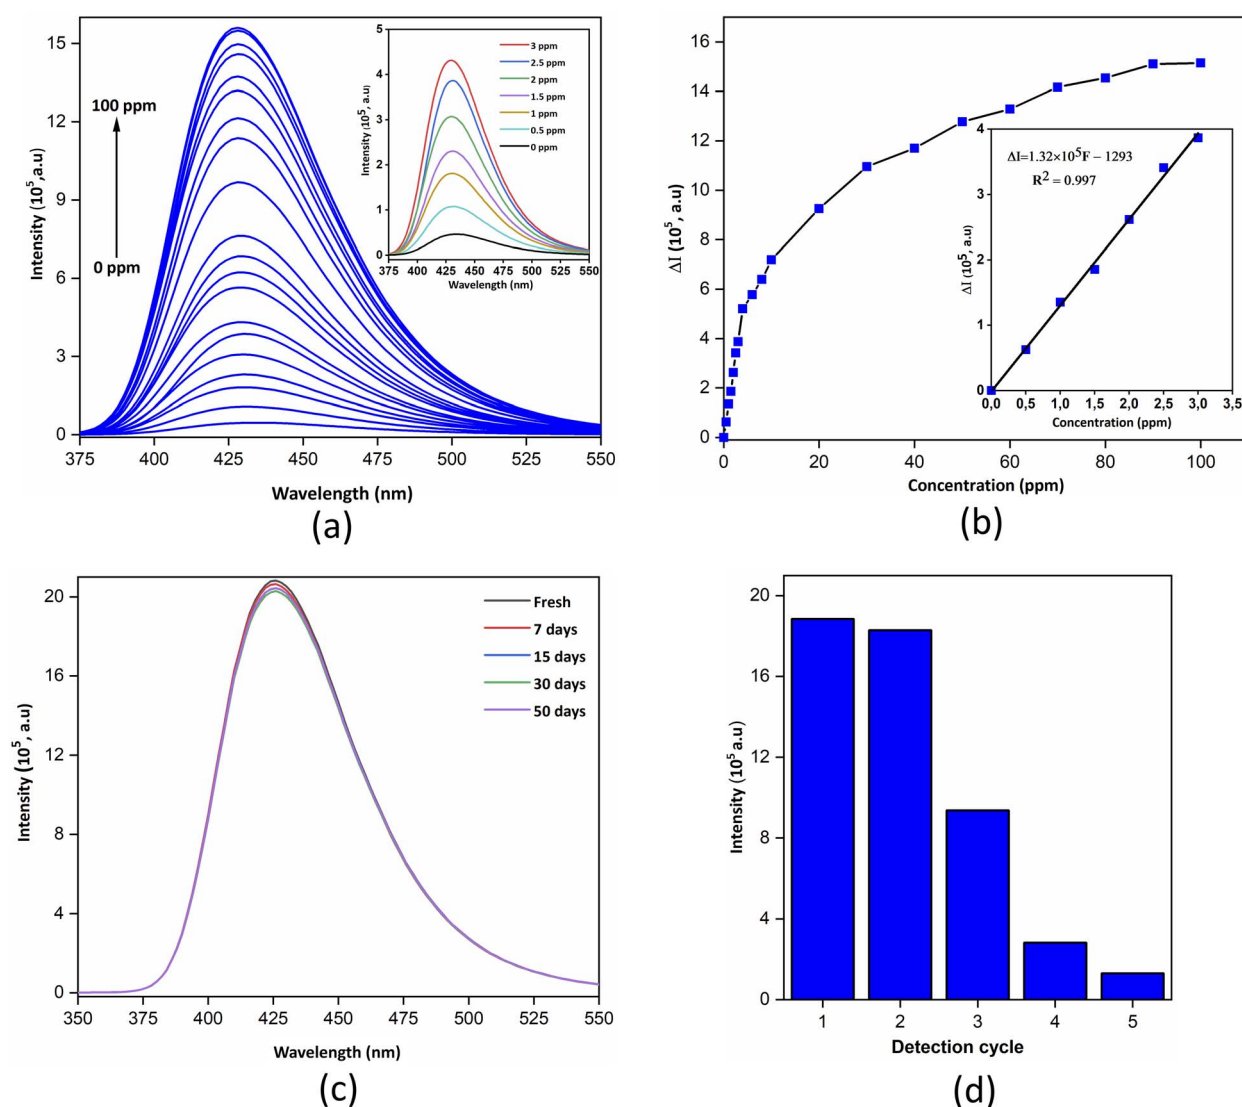 15
12
9
6
3
0
Intensity (10⁵,a.u)
100 ppm
0 ppm
375 400 425 450 475 500 525 550
Wavelength (nm)
5
4
3
2
1
0
Intensity (10⁵, a.u)
3 ppm
2.5 ppm
2 ppm
1.5 ppm
1 ppm
0.5 ppm
0 ppm
375 400 425 450 475 500 525 550
Wavelength (nm)
(a)
16
14
12
10
8
6
4
2
0
ΔI (10⁵, a.u)
0 20 40 60 80 100
Concentration (ppm)
4
3
2
1
0
ΔI (10⁵, a.u)
ΔI=1.32×10⁵F − 1293
R² = 0.997
0,0 0,5 1,0 1,5 2,0 2,5 3,0 3,5
Concentration (ppm)
(b)
20
16
12
8
4
0
Intensity (10⁵, a.u)
Fresh
7 days
15 days
30 days
50 days
350 375 400 425 450 475 500 525 550
Wavelength (nm)
(c)
20
16
12
8
4
0
Intensity (10⁵ a.u)
1 2 3 4 5
Detection cycle
(d)